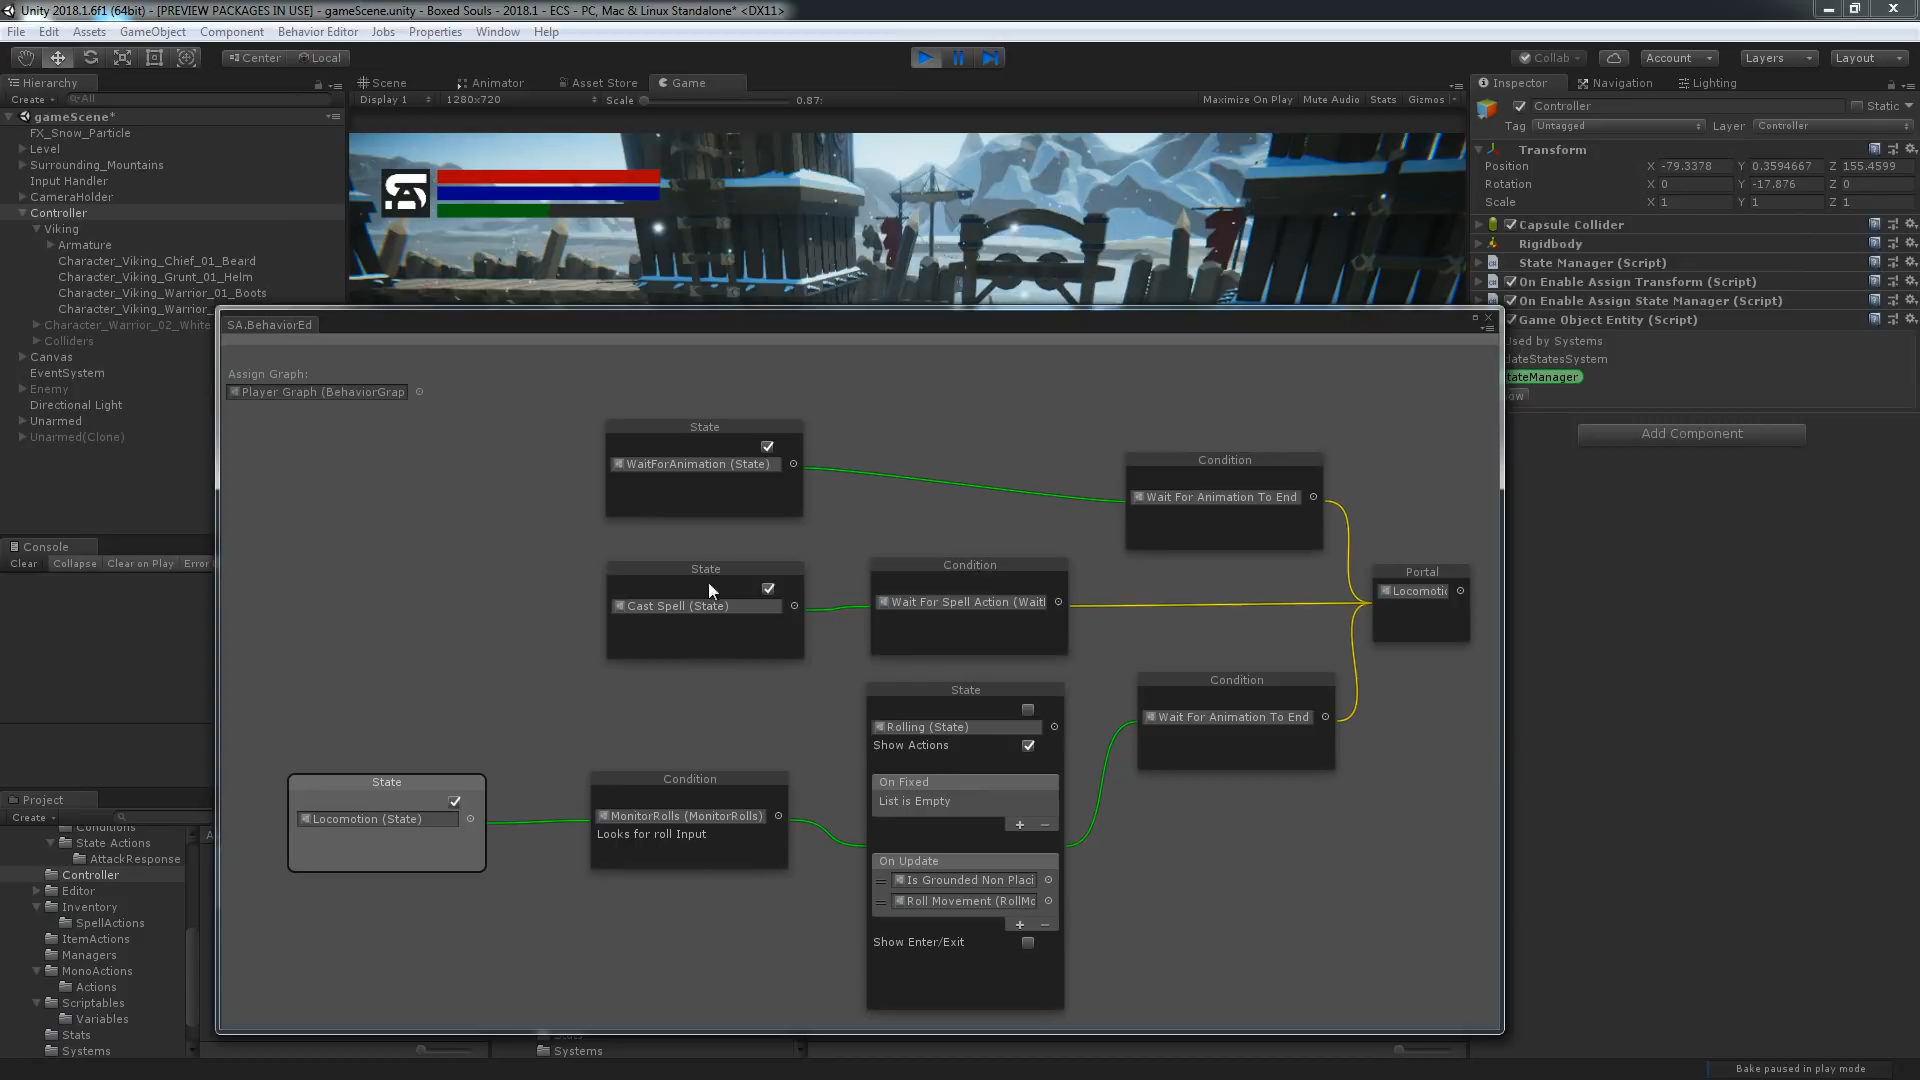 Unity 2018.1.6f1 (64bit) - [PREVIEW PACKAGES IN USE] - gameScene.unity - Boxed Souls - 2018.1 - ECS - PC, Mac & Linux Standalone* <DX11>
File Edit Assets GameObject Component Behavior Editor Jobs Properties Window Help
Center Local Collab Account Layers Layout
Hierarchy
Create All
gameScene*
FX_Snow_Particle
Level
Surrounding_Mountains
Input Handler
CameraHolder
Controller
Viking
Armature
Character_Viking_Chief_01_Beard
Character_Viking_Grunt_01_Helm
Character_Viking_Warrior_01_Boots
Character_Viking_Warrior_
Character_Warrior_02_White
Colliders
Canvas
EventSystem
Enemy
Directional Light
Unarmed
Unarmed(Clone)
Scene Animator Asset Store Game
Display 1 1280x720 Scale 0.87: Maximize On Play Mute Audio Stats Gizmos
SA
Inspector Navigation Lighting
Controller Static
Tag Untagged Layer Controller
Transform
Position X -79.3378 Y 0.3594667 Z 155.4599
Rotation X 0 Y -17.876 Z 0
Scale X 1 Y 1 Z 1
Capsule Collider
Rigidbody
State Manager (Script)
On Enable Assign Transform (Script)
On Enable Assign State Manager (Script)
Game Object Entity (Script)
Used by Systems
dateStatesSystem
tateManager
ow
Add Component
SA.BehaviorEd
Assign Graph:
Player Graph (BehaviorGrap
State
WaitForAnimation (State)
Condition
Wait For Animation To End
State
Cast Spell (State)
Condition
Wait For Spell Action (Wait
Portal
Locomoti
State
Rolling (State)
Show Actions
On Fixed
List is Empty
+ −
On Update
= Is Grounded Non Placi
= Roll Movement (RollMo
+ −
Show Enter/Exit
Condition
Wait For Animation To End
State
Locomotion (State)
Condition
MonitorRolls (MonitorRolls)
Looks for roll Input
Console
Clear Collapse Clear on Play Error
Project
Create
Conditions
State Actions
AttackResponse
Controller
Editor
Inventory
SpellActions
ItemActions
Managers
MonoActions
Actions
Scriptables
Variables
Stats
Systems
Stats
Systems
Bake paused in play mode